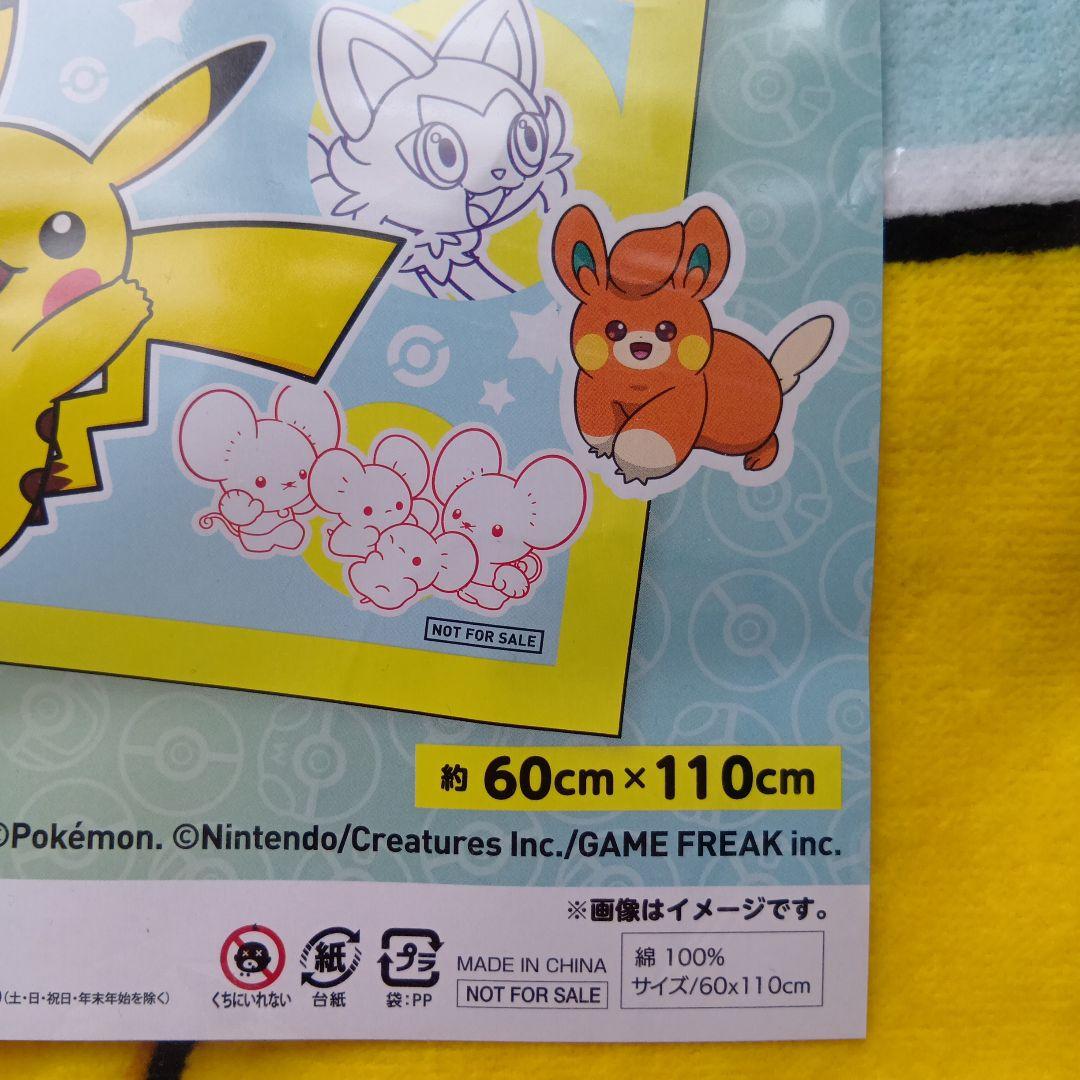 NOT FOR SALE
約 60cm×110cm
©Pokémon. ©Nintendo/Creatures Inc./GAME FREAK inc.
※画像はイメージです。
くちにいれない
紙
台紙
プラ
袋:PP
MADE IN CHINA
NOT FOR SALE
綿 100%
サイズ/60x110cm
(土・日・祝日・年末年始を除く)